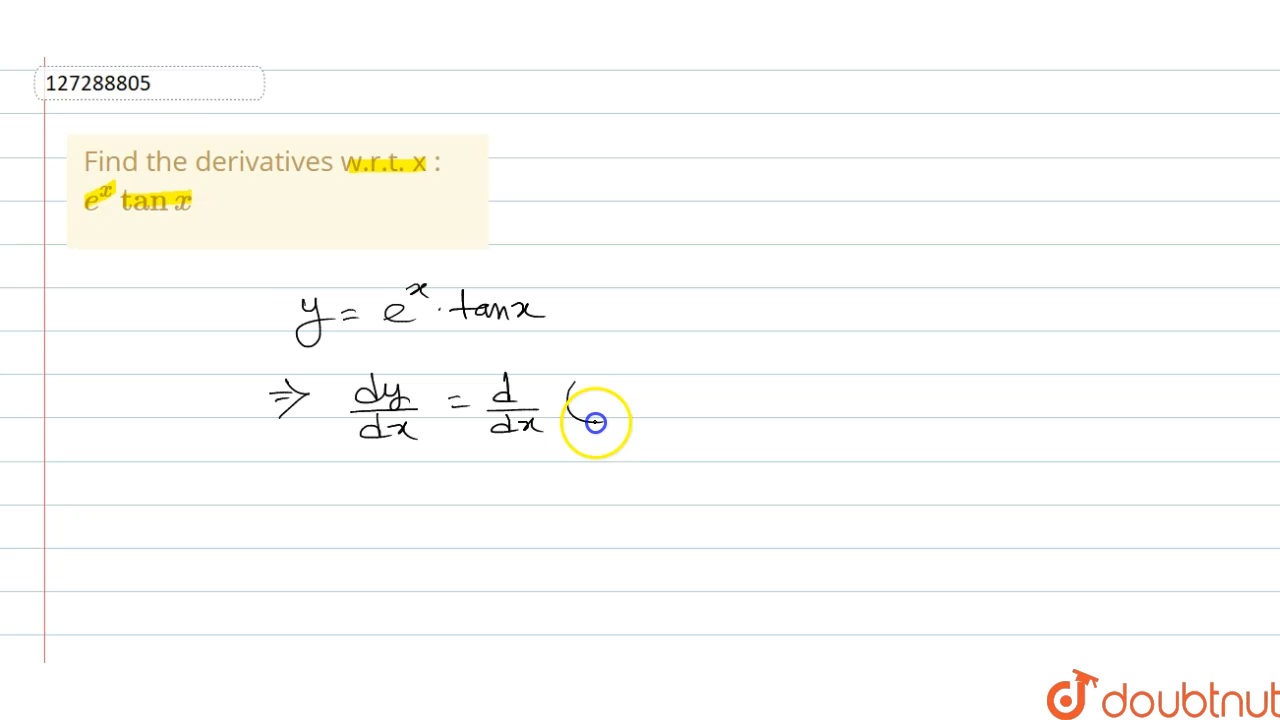 127288805
Find the derivatives w.r.t. x :
e^x tan x
y = e^x · tanx
⇒ dy/dx = d/dx (
doubtnut